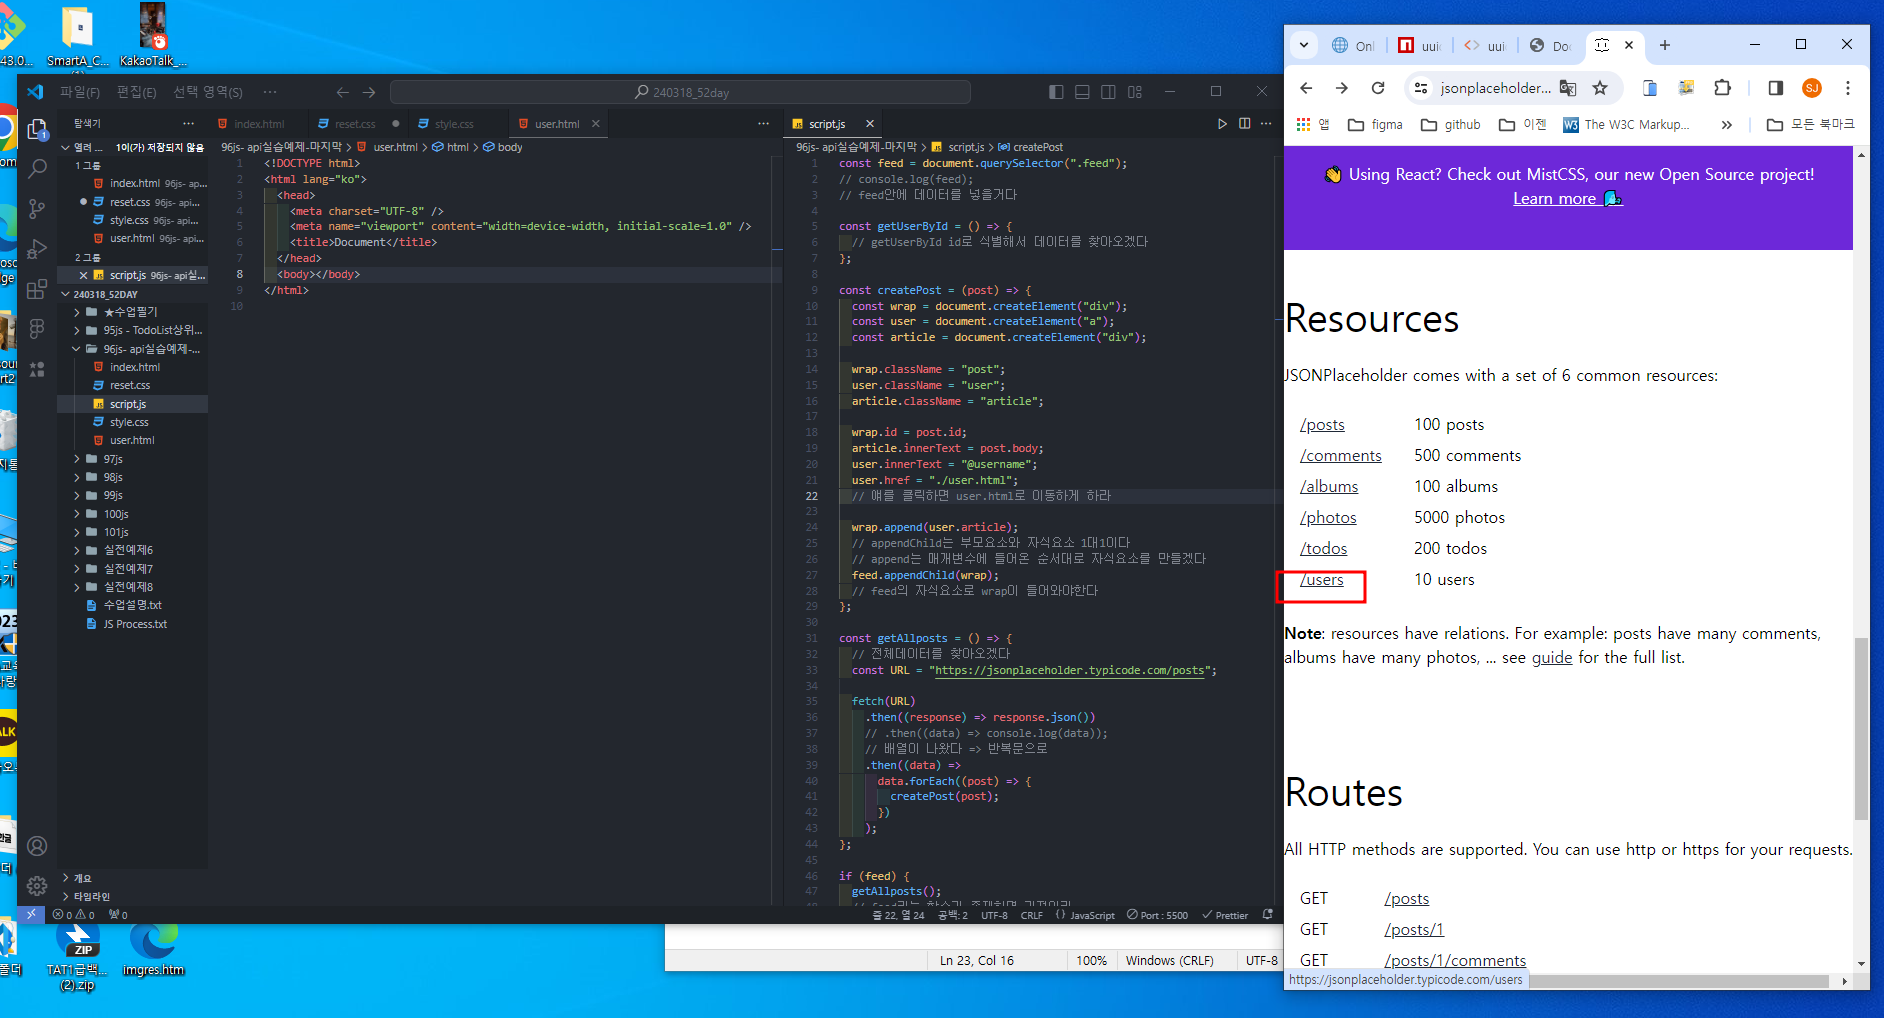 43.0...
SmartA_C...
(1)
KakaoTalk_...
파일(F)
편집(E)
선택 영역(S)
240318_52day
탐색기
index.html
reset.css
style.css
user.html
script.js
열려 ...
1이(가) 저장되지 않음
1 그룹
index.html 96js- ap...
reset.css 96js- api...
style.css 96js- api...
user.html 96js- api...
2 그룹
script.js 96js- api실...
240318_52DAY
★수업필기
95js - TodoList상위...
96js- api실습예제-...
index.html
reset.css
script.js
style.css
user.html
97js
98js
99js
100js
101js
실전예제6
실전예제7
실전예제8
수업설명.txt
JS Process.txt
개요
타임라인
96js- api실습예제-마지막 > user.html > html > body
1 <!DOCTYPE html>
2 <html lang="ko">
3 <head>
4 <meta charset="UTF-8" />
5 <meta name="viewport" content="width=device-width, initial-scale=1.0" />
6 <title>Document</title>
7 </head>
8 <body></body>
9 </html>
10
96js- api실습예제-마지막 > script.js > createPost
1 const feed = document.querySelector(".feed");
2 // console.log(feed);
3 // feed안에 데이터를 넣을거다
4
5 const getUserById = () => {
6 // getUserById id로 식별해서 데이터를 찾아오겠다
7 };
8
9 const createPost = (post) => {
10 const wrap = document.createElement("div");
11 const user = document.createElement("a");
12 const article = document.createElement("div");
13
14 wrap.className = "post";
15 user.className = "user";
16 article.className = "article";
17
18 wrap.id = post.id;
19 article.innerText = post.body;
20 user.innerText = "@username";
21 user.href = "./user.html";
22 // 얘를 클릭하면 user.html로 이동하게 하라
23
24 wrap.append(user.article);
25 // appendChild는 부모요소와 자식요소 1대1이다
26 // append는 매개변수에 들어온 순서대로 자식요소를 만들겠다
27 feed.appendChild(wrap);
28 // feed의 자식요소로 wrap이 들어와야한다
29 };
30
31 const getAllposts = () => {
32 // 전체데이터를 찾아오겠다
33 const URL = "https://jsonplaceholder.typicode.com/posts";
34
35 fetch(URL)
36 .then((response) => response.json())
37 // .then((data) => console.log(data));
38 // 배열이 나왔다 => 반복문으로
39 .then((data) =>
40 data.forEach((post) => {
41 createPost(post);
42 })
43 );
44 };
45
46 if (feed) {
47 getAllposts();
0 0 0
줄 22, 열 24
공백: 2
UTF-8
CRLF
{} JavaScript
Port : 5500
Prettier
TAT1급백...
(2).zip
ZIP
imgres.htm
Ln 23, Col 16
100%
Windows (CRLF)
UTF-8
Onl
uuic
uuic
Doc
jsonplaceholder...
SJ
앱
figma
github
이젠
W3
The W3C Markup...
모든 북마크
👋 Using React? Check out MistCSS, our new Open Source project!
Learn more
Resources
JSONPlaceholder comes with a set of 6 common resources:
/posts 100 posts
/comments 500 comments
/albums 100 albums
/photos 5000 photos
/todos 200 todos
/users 10 users
Note: resources have relations. For example: posts have many comments,
albums have many photos, ... see guide for the full list.
Routes
All HTTP methods are supported. You can use http or https for your requests.
GET /posts
GET /posts/1
GET /posts/1/comments
https://jsonplaceholder.typicode.com/users